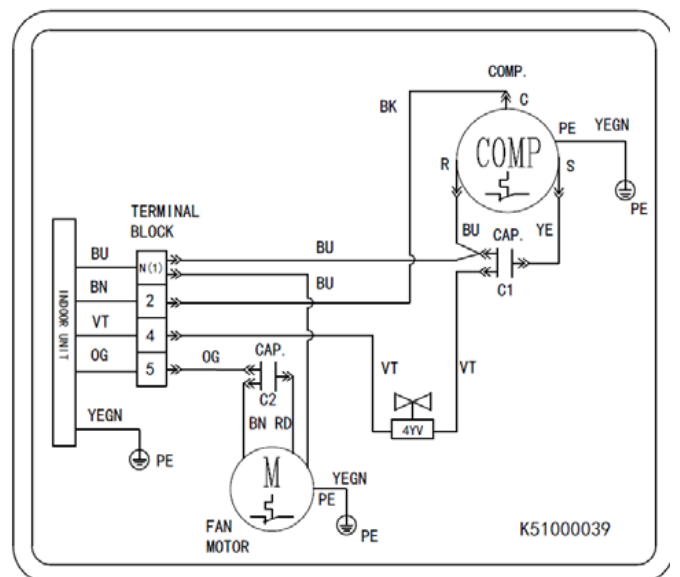 COMP.
BK
C
PE
YEGN
COMP
R
S
PE
TERMINAL
BLOCK
BU
CAP.
YE
BU
BU
N(1)
BU
C1
BN
2
INDOOR UNIT
VT
4
OG
5
OG
CAP.
VT
VT
C2
YEGN
BN
RD
4YV
PE
M
YEGN
PE
FAN
MOTOR
PE
K51000039